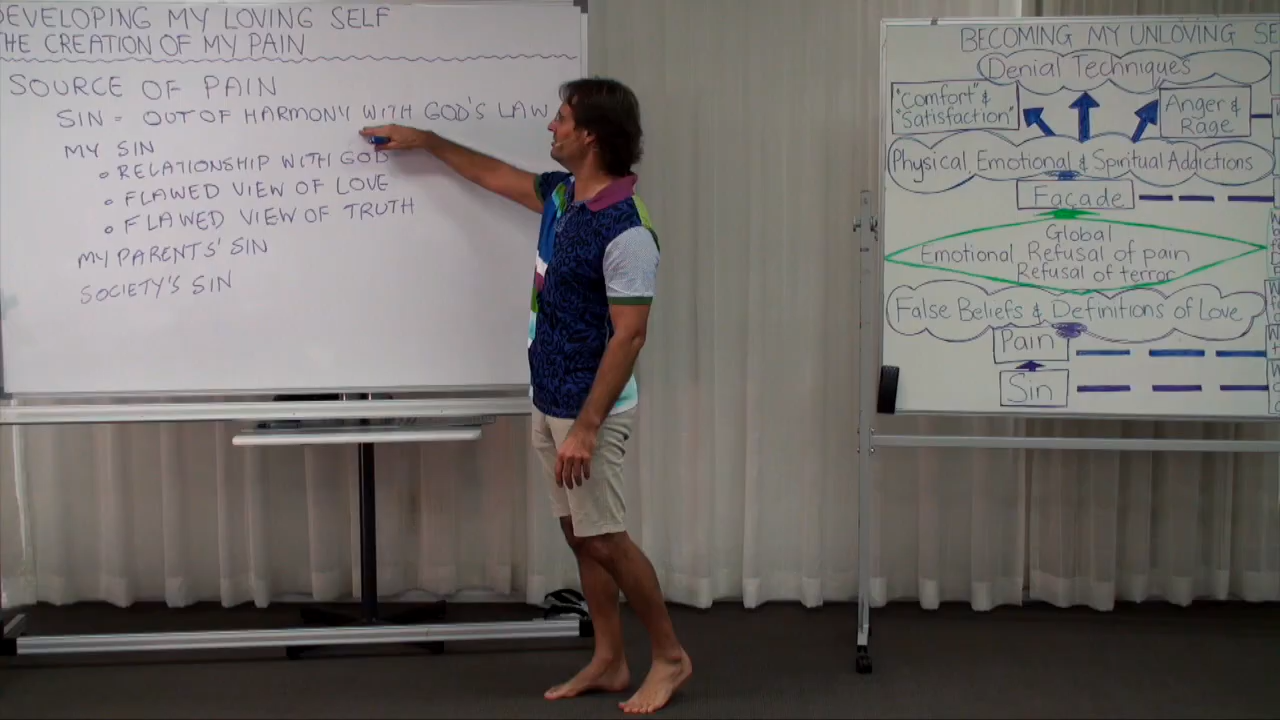 EVELOPING MY LOVING SELF
THE CREATION OF MY PAIN
SOURCE OF PAIN
SIN = OUT OF HARMONY WITH GOD'S LAW
MY SIN
• RELATIONSHIP WITH GOD
• FLAWED VIEW OF LOVE
• FLAWED VIEW OF TRUTH
MY PARENTS' SIN
SOCIETY'S SIN
BECOMING MY UNLOVING SE
Denial Techniques
"Comfort" &
"Satisfaction"
Anger &
Rage
Physical, Emotional & Spiritual Addictions
Façade
Global
Emotional Refusal of pain
Refusal of terror
False Beliefs & Definitions of Love
Pain
Sin